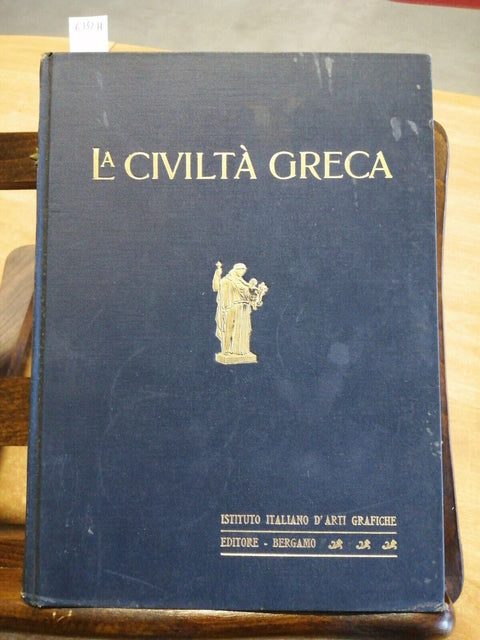 LA CIVILTÀ GRECA
ISTITUTO ITALIANO D'ARTI GRAFICHE
EDITORE - BERGAMO